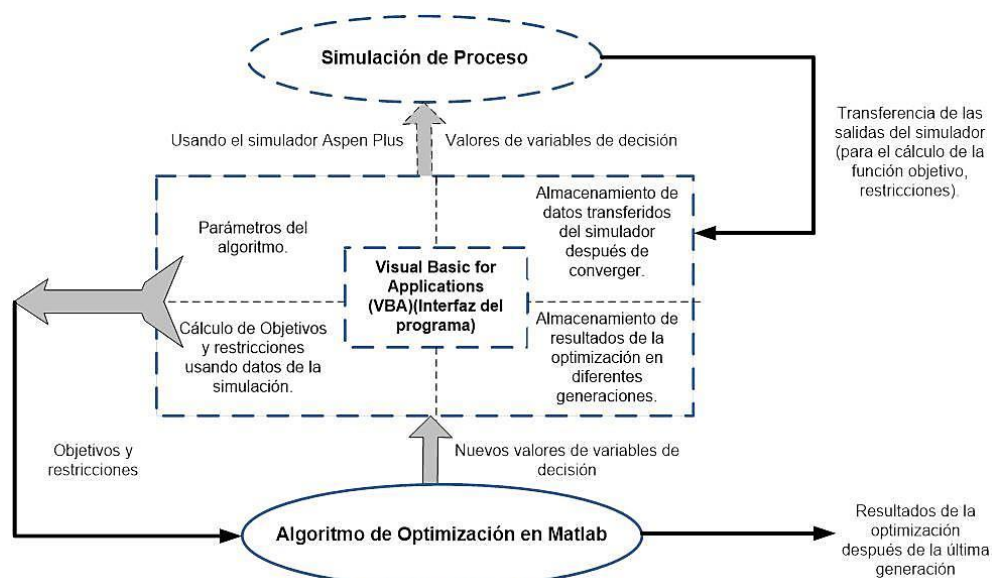 Simulación de Proceso
Usando el simulador Aspen Plus
Valores de variables de decisión
Transferencia de las
salidas del simulador
(para el cálculo de la
función objetivo,
restricciones).
Parámetros del
algoritmo.
Almacenamiento de
datos transferidos
del simulador
después de
converger.
Visual Basic for
Applications
(VBA)(Interfaz del
programa)
Cálculo de Objetivos
y restricciones
usando datos de la
simulación.
Almacenamiento de
resultados de la
optimización en
diferentes
generaciones.
Objetivos y
restricciones
Nuevos valores de variables de
decisión
Algoritmo de Optimización en Matlab
Resultados de la
optimización
después de la última
generación